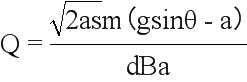 Q = √2asm (gsinθ - a) / dBa